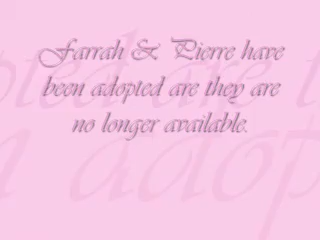 Farrah & Pierre have
been adopted are they are
no longer available.